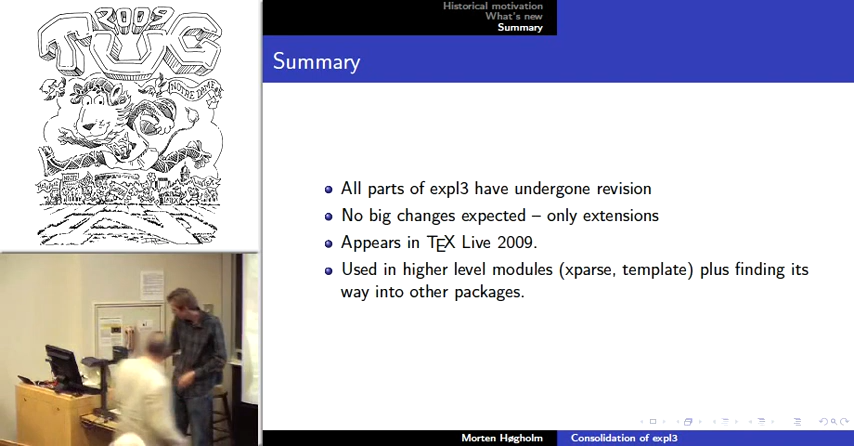 2009
TUG
NOTRE DAME
Historical motivation
What's new
Summary
Summary
All parts of expl3 have undergone revision
No big changes expected – only extensions
Appears in TEX Live 2009.
Used in higher level modules (xparse, template) plus finding its
way into other packages.
Morten Høgholm
Consolidation of expl3